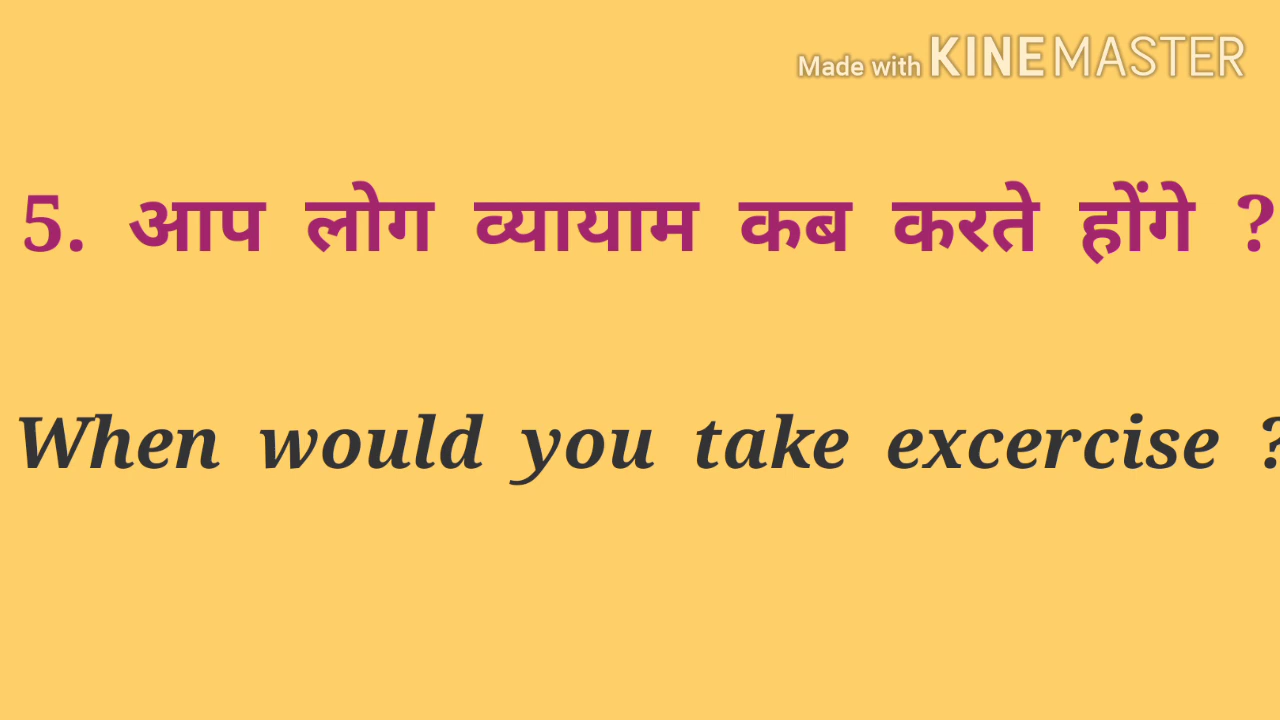 Made with KINEMASTER
5. आप लोग व्यायाम कब करते होंगे ?
When would you take excercise ?